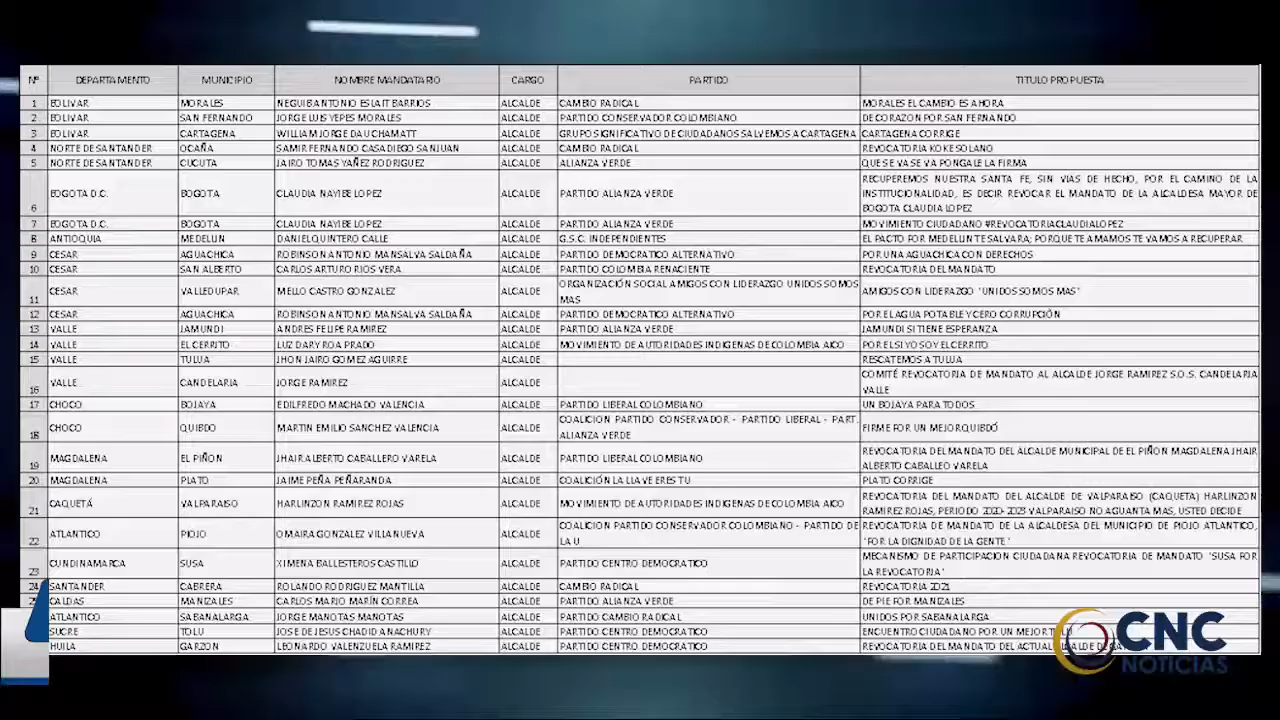 Nº DEPARTAMENTO MUNICIPIO NOMBRE MANDATARIO CARGO PARTIDO TITULO PROPUESTA
1 BOLIVAR MORALES NEGUIB ANTONIO ESLAIT BARRIOS ALCALDE CAMBIO RADICAL MORALES EL CAMBIO ES AHORA
2 BOLIVAR SAN FERNANDO JORGE LUIS YEPES MORALES ALCALDE PARTIDO CONSERVADOR COLOMBIANO DE CORAZON POR SAN FERNANDO
3 BOLIVAR CARTAGENA WILLIAM JORGE DAU CHAMATT ALCALDE GRUPO SIGNIFICATIVO DE CIUDADANOS SALVEMOS A CARTAGENA CARTAGENA CORRIGE
4 NORTE DE SANTANDER OCAÑA SAMIR FERNANDO CASADIEGO SANJUAN ALCALDE CAMBIO RADICAL REVOCATORIA KOKE SOLANO
5 NORTE DE SANTANDER CUCUTA JAIRO TOMAS YAÑEZ RODRIGUEZ ALCALDE ALIANZA VERDE QUE SE VA SE VA PONGALE LA FIRMA
6 BOGOTA D.C. BOGOTA CLAUDIA NAYIBE LOPEZ ALCALDE PARTIDO ALIANZA VERDE RECUPEREMOS NUESTRA SANTA FE, SIN VIAS DE HECHO, POR EL CAMINO DE LA
INSTITUCIONALIDAD, ES DECIR REVOCAR EL MANDATO DE LA ALCALDESA MAYOR DE
BOGOTA CLAUDIA LOPEZ
7 BOGOTA D.C. BOGOTA CLAUDIA NAYIBE LOPEZ ALCALDE PARTIDO ALIANZA VERDE MOVIMIENTO CIUDADANO #REVOCATORIACLAUDIALOPEZ
8 ANTIOQUIA MEDELLIN DANIEL QUINTERO CALLE ALCALDE G.S.C. INDEPENDIENTES EL PACTO POR MEDELLIN TE SALVARA; PORQUE TE AMAMOS TE VAMOS A RECUPERAR
9 CESAR AGUACHICA ROBINSON ANTONIO MANSALVA SALDAÑA ALCALDE PARTIDO DEMOCRATICO ALTERNATIVO POR UNA AGUACHICA CON DERECHOS
10 CESAR SAN ALBERTO CARLOS ARTURO RIOS VERA ALCALDE PARTIDO COLOMBIA RENACIENTE REVOCATORIA DEL MANDATO
11 CESAR VALLEDUPAR MELLO CASTRO GONZALEZ ALCALDE ORGANIZACIÓN SOCIAL AMIGOS CON LIDERAZGO UNIDOS SOMOS
MAS AMIGOS CON LIDERAZGO "UNIDOS SOMOS MAS"
12 CESAR AGUACHICA ROBINSON ANTONIO MANSALVA SALDAÑA ALCALDE PARTIDO DEMOCRATICO ALTERNATIVO POR EL AGUA POTABLE Y CERO CORRUPCIÓN
13 VALLE JAMUNDI ANDRES FELIPE RAMIREZ ALCALDE PARTIDO ALIANZA VERDE JAMUNDI SI TIENE ESPERANZA
14 VALLE EL CERRITO LUZ DARY ROA PRADO ALCALDE MOVIMIENTO DE AUTORIDADES INDIGENAS DE COLOMBIA AICO POR EL SI YO SOY EL CERRITO
15 VALLE TULUA JHON JAIRO GOMEZ AGUIRRE ALCALDE RESCATEMOS A TULUA
16 VALLE CANDELARIA JORGE RAMIREZ ALCALDE COMITÉ REVOCATORIA DE MANDATO AL ALCALDE JORGE RAMIREZ S.O.S. CANDELARIA
VALLE
17 CHOCO BOJAYA EDILFREDO MACHADO VALENCIA ALCALDE PARTIDO LIBERAL COLOMBIANO UN BOJAYA PARA TODOS
18 CHOCO QUIBDO MARTIN EMILIO SANCHEZ VALENCIA ALCALDE COALICION PARTIDO CONSERVADOR - PARTIDO LIBERAL - PART.
ALIANZA VERDE FIRME POR UN MEJOR QUIBDÓ
19 MAGDALENA EL PIÑON JHAIR ALBERTO CABALLERO VARELA ALCALDE PARTIDO LIBERAL COLOMBIANO REVOCATORIA DEL MANDATO DEL ALCALDE MUNICIPAL DE EL PIÑON MAGDALENA JHAIR
ALBERTO CABALLEO VARELA
20 MAGDALENA PLATO JAIME PEÑA PEÑARANDA ALCALDE COALICIÓN LA LLAVE ERES TU PLATO CORRIGE
21 CAQUETÁ VALPARAISO HARLINZON RAMIREZ ROJAS ALCALDE MOVIMIENTO DE AUTORIDADES INDIGENAS DE COLOMBIA AICO REVOCATORIA DEL MANDATO DEL ALCALDE DE VALPARAISO (CAQUETA) HARLINZON
RAMIREZ ROJAS, PERIODO 2020-2023 VALPARAISO NO AGUANTA MAS, USTED DECIDE
22 ATLANTICO PIOJO OMAIRA GONZALEZ VILLANUEVA ALCALDE COALICION PARTIDO CONSERVADOR COLOMBIANO - PARTIDO DE
LA U REVOCATORIA DE MANDATO DE LA ALCALDESA DEL MUNICIPIO DE PIOJO ATLANTICO,
"POR LA DIGNIDAD DE LA GENTE"
23 CUNDINAMARCA SUSA XIMENA BALLESTEROS CASTILLO ALCALDE PARTIDO CENTRO DEMOCRATICO MECANISMO DE PARTICIPACION CIUDADANA REVOCATORIA DE MANDATO "SUSA POR
LA REVOCATORIA"
24 SANTANDER CABRERA ROLANDO RODRIGUEZ MANTILLA ALCALDE CAMBIO RADICAL REVOCATORIA 2021
CALDAS MANIZALES CARLOS MARIO MARÍN CORREA ALCALDE PARTIDO ALIANZA VERDE DE PIE POR MANIZALES
ATLANTICO SABANALARGA JORGE MANOTAS MANOTAS ALCALDE PARTIDO CAMBIO RADICAL UNIDOS POR SABANALARGA
SUCRE TOLU JOSE DE JESUS CHADID ANACHURY ALCALDE PARTIDO CENTRO DEMOCRATICO ENCUENTRO CIUDADANO POR UN MEJOR TOLU
HUILA GARZON LEONARDO VALENZUELA RAMIREZ ALCALDE PARTIDO CENTRO DEMOCRATICO REVOCATORIA DEL MANDATO DEL ACTUAL
CNC
NOTICIAS